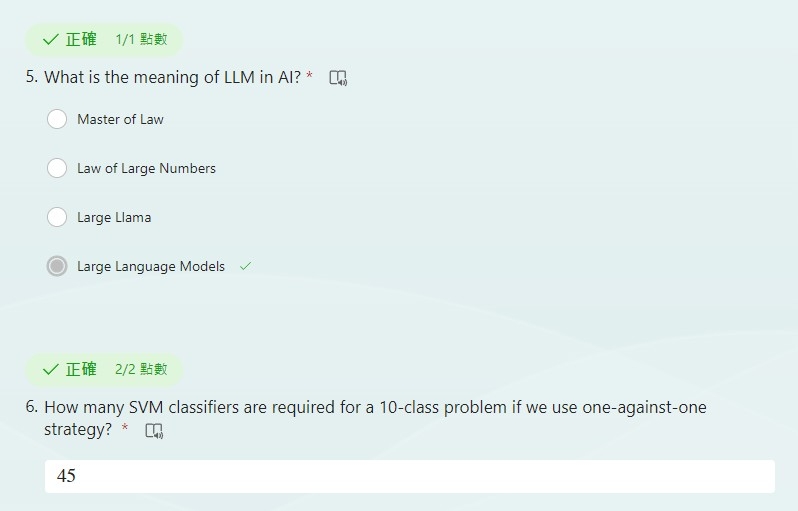 正確 1/1 點數
5. What is the meaning of LLM in AI? *
Master of Law
Law of Large Numbers
Large Llama
Large Language Models
正確 2/2 點數
6. How many SVM classifiers are required for a 10-class problem if we use one-against-one
strategy? *
45